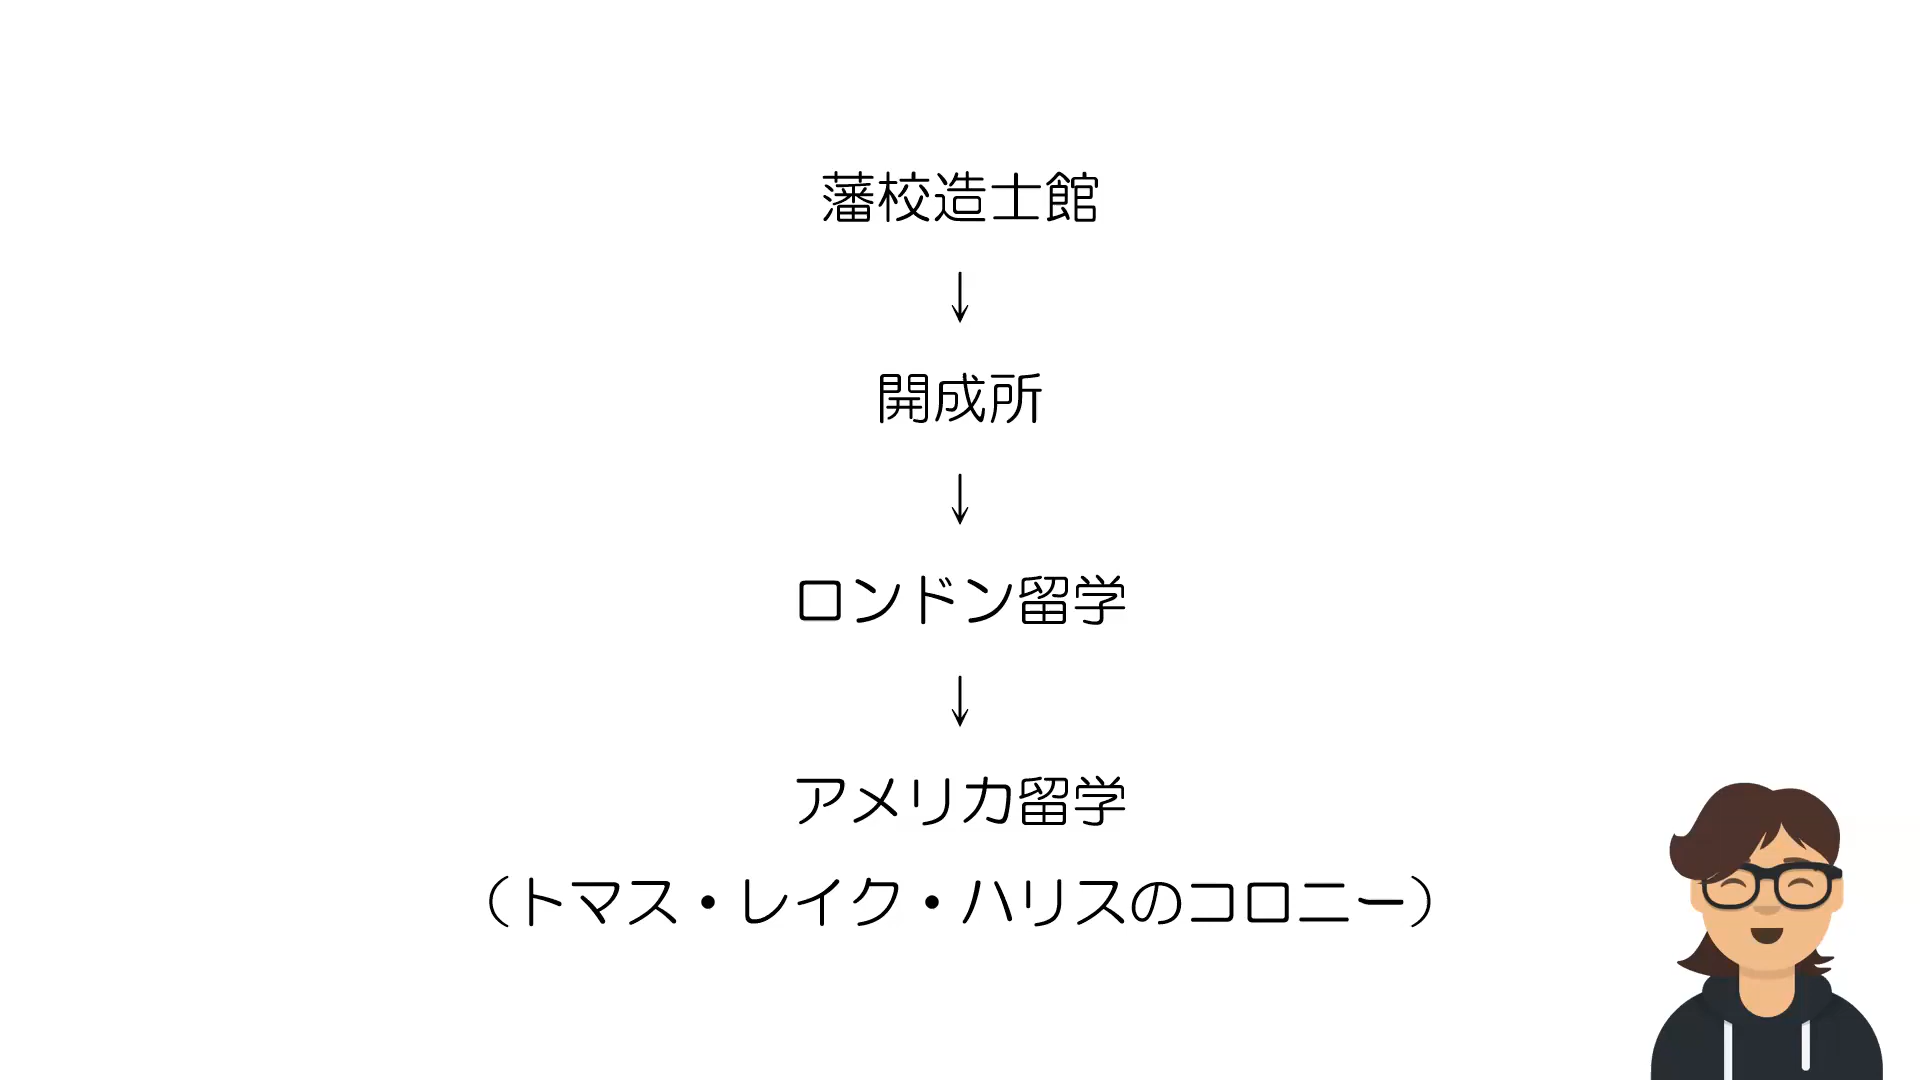 藩校造士館
↓
開成所
↓
ロンドン留学
↓
アメリカ留学
（トマス・レイク・ハリスのコロニー）